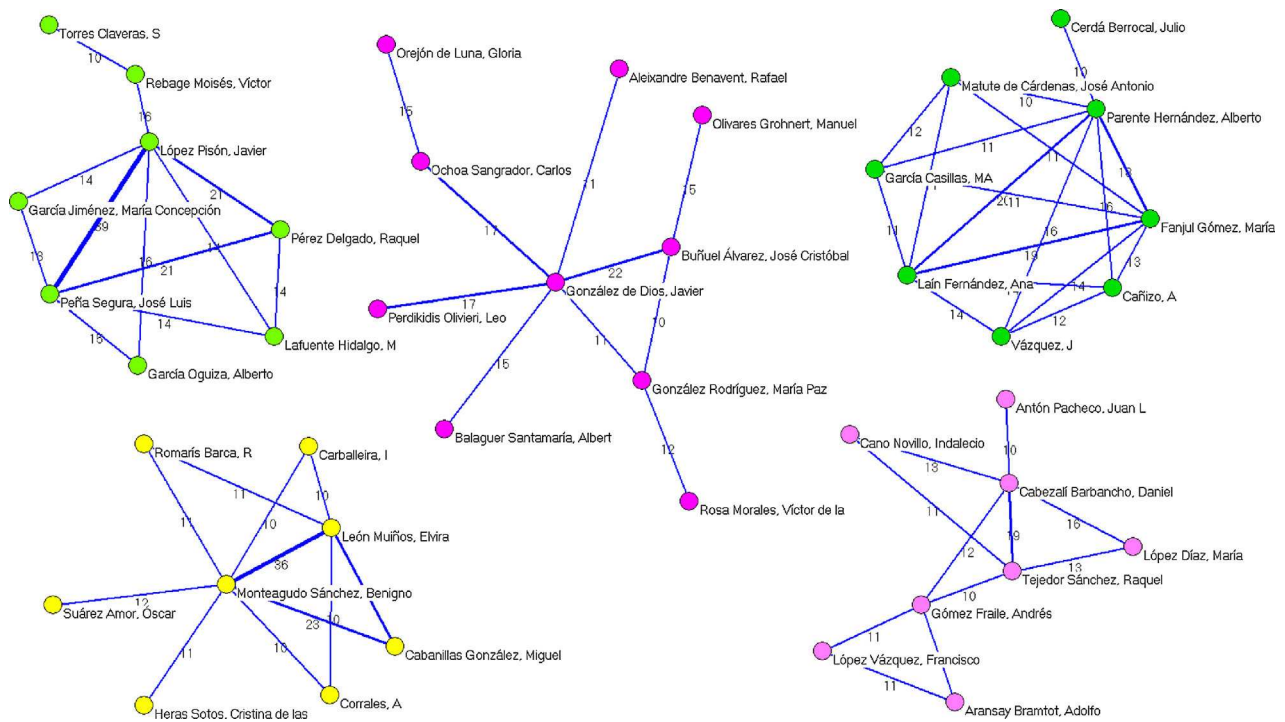 Torres Claveras, S
10
Rebage Moisés, Víctor
16
López Pisón, Javier
14
21
García Jiménez, María Concepción
39
Pérez Delgado, Raquel
16
21
13
14
Peña Segura, José Luis
14
15
Lafuente Hidalgo, M
García Oguiza, Alberto
Orejón de Luna, Gloria
Aleixandre Benavent, Rafael
15
11
Olivares Grohnert, Manuel
Ochoa Sangrador, Carlos
15
17
Buñuel Álvarez, José Cristóbal
22
González de Dios, Javier
17
Perdikidis Olivieri, Leo
10
11
15
González Rodríguez, María Paz
Balaguer Santamaría, Albert
12
Rosa Morales, Víctor de la
Cerdá Berrocal, Julio
10
Matute de Cárdenas, José Antonio
10
Parente Hernández, Alberto
12
11
11
18
García Casillas, MA
20
11
16
Fanjul Gómez, María
11
16
19
13
Laín Fernández, Ana
14
Cañizo, A
14
12
Vázquez, J
Romarís Barca, R
Carballeira, I
11
10
11
10
León Muiños, Elvira
36
Monteagudo Sánchez, Benigno
12
Suárez Amor, Óscar
10
23
11
10
Cabanillas González, Miguel
Corrales, A
Heras Sotos, Cristina de las
Antón Pacheco, Juan L
Cano Novillo, Indalecio
10
13
Cabezalí Barbancho, Daniel
11
16
19
12
López Díaz, María
13
Tejedor Sánchez, Raquel
10
Gómez Fraile, Andrés
11
López Vázquez, Francisco
11
Aransay Bramtot, Adolfo